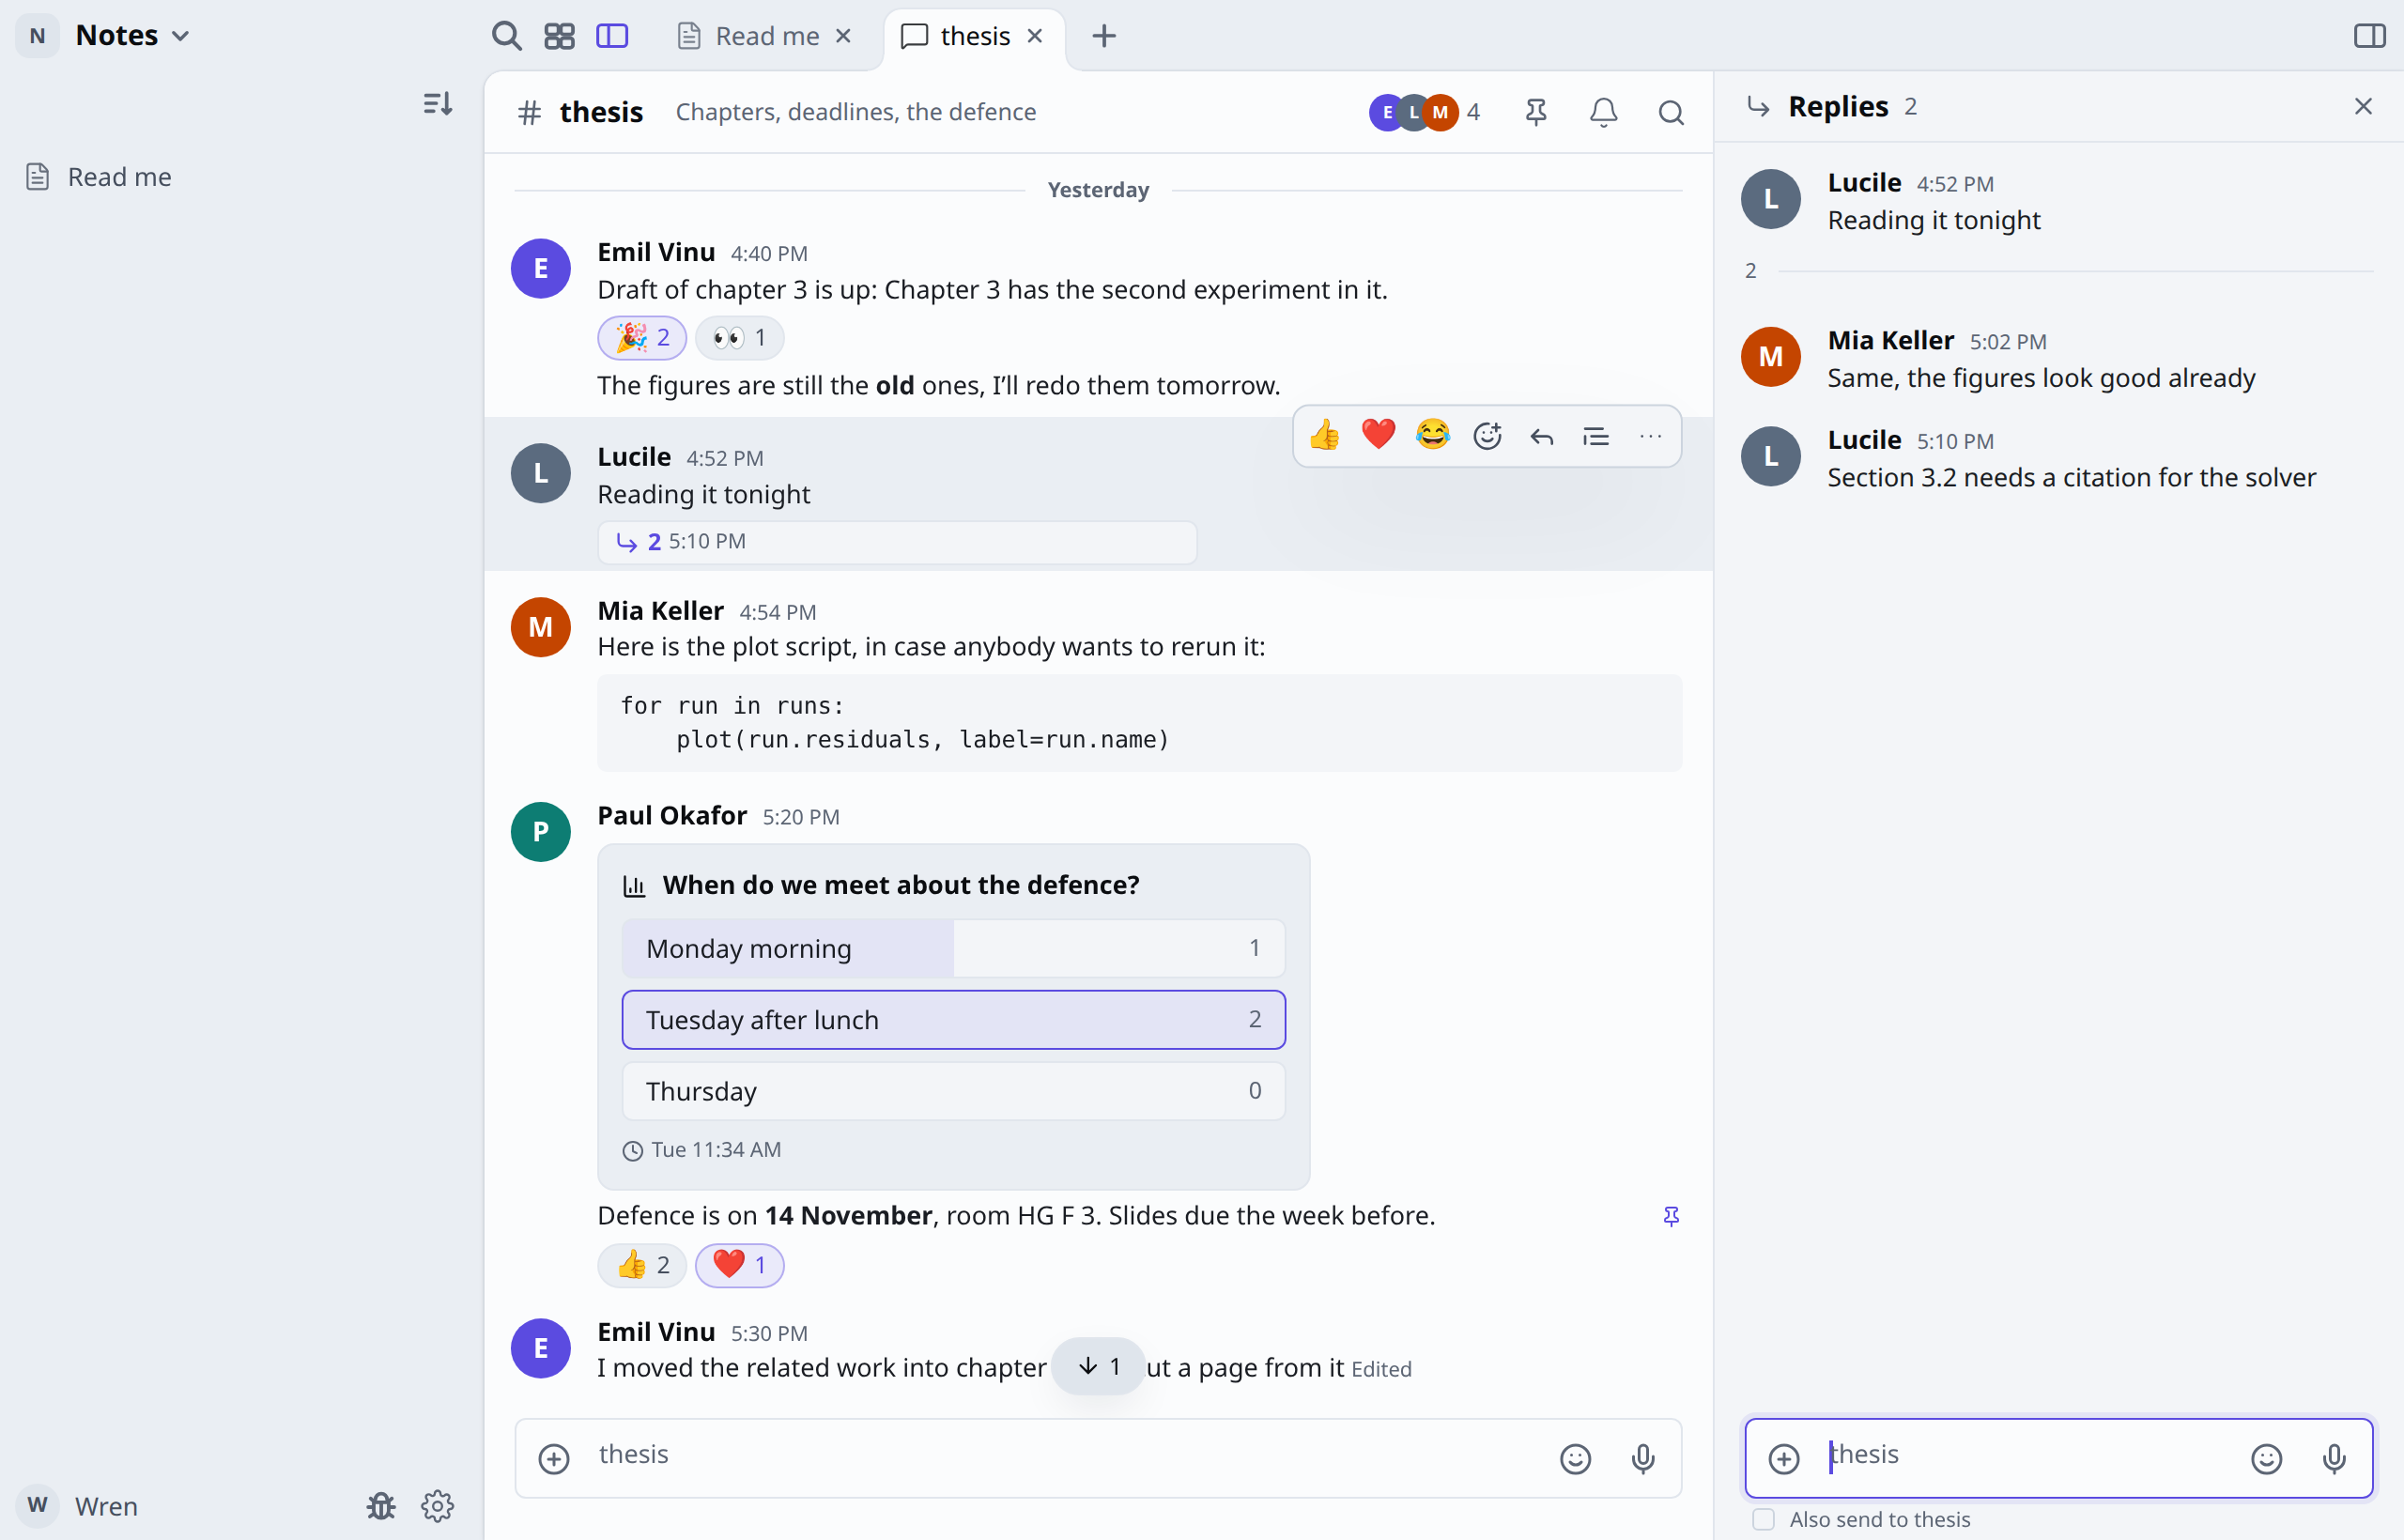 N Notes
Read me
thesis
# thesis Chapters, deadlines, the defence
E L M 4
Replies 2
Read me
Yesterday
E Emil Vinu 4:40 PM
Draft of chapter 3 is up: Chapter 3 has the second experiment in it.
2 1
The figures are still the old ones, I’ll redo them tomorrow.
L Lucile 4:52 PM
Reading it tonight
2 5:10 PM
M Mia Keller 4:54 PM
Here is the plot script, in case anybody wants to rerun it:
for run in runs:
    plot(run.residuals, label=run.name)
P Paul Okafor 5:20 PM
When do we meet about the defence?
Monday morning 1
Tuesday after lunch 2
Thursday 0
Tue 11:34 AM
Defence is on 14 November, room HG F 3. Slides due the week before.
2 1
E Emil Vinu 5:30 PM
I moved the related work into chapter 1 ut a page from it Edited
thesis
L Lucile 4:52 PM
Reading it tonight
2
M Mia Keller 5:02 PM
Same, the figures look good already
L Lucile 5:10 PM
Section 3.2 needs a citation for the solver
thesis
Also send to thesis
W Wren